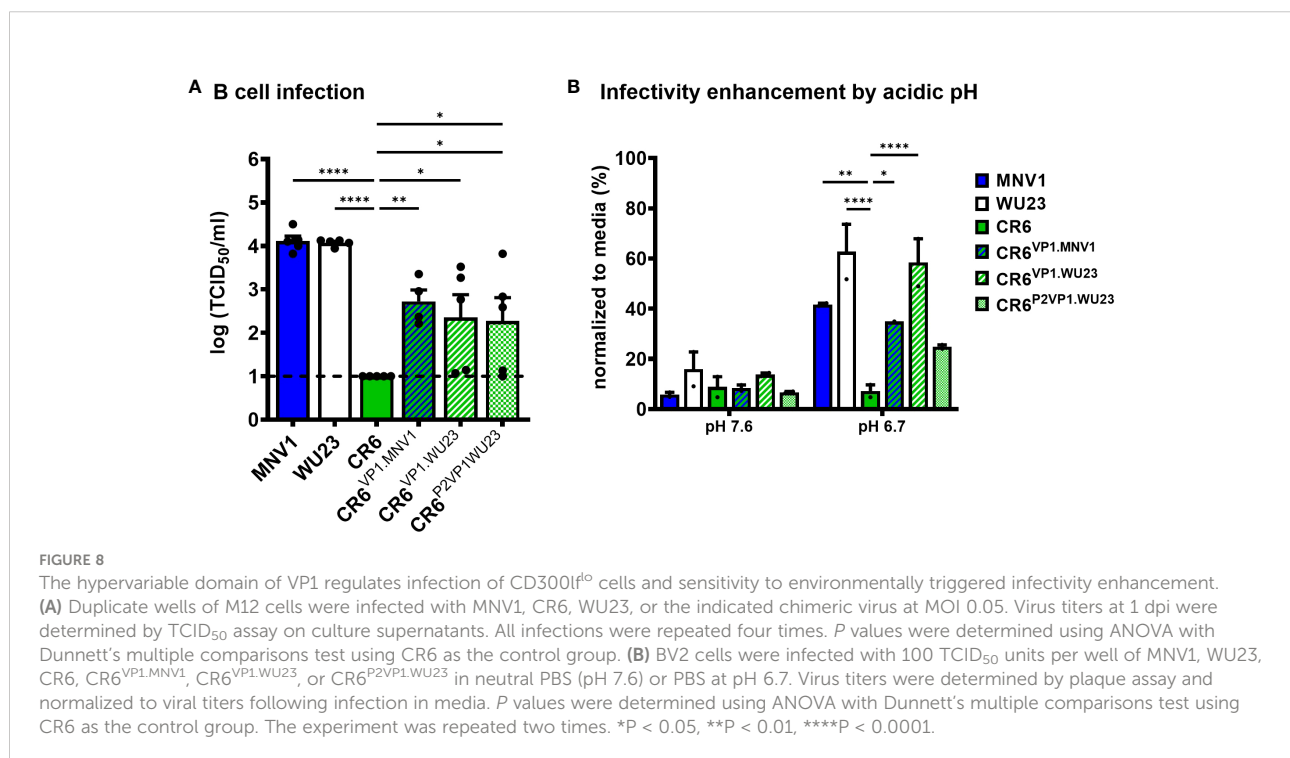 A B cell infection
****
****
**
*
*
*
log (TCID50/ml)
6
5
4
3
2
1
0
MNV1
WU23
CR6
CR6VP1.MNV1
CR6VP1.WU23
CR6P2VP1WU23
B Infectivity enhancement by acidic pH
**
****
*
****
normalized to media (%)
100
80
60
40
20
0
pH 7.6
pH 6.7
MNV1
WU23
CR6
CR6VP1.MNV1
CR6VP1.WU23
CR6P2VP1.WU23
FIGURE 8
The hypervariable domain of VP1 regulates infection of CD300lflo cells and sensitivity to environmentally triggered infectivity enhancement.
(A) Duplicate wells of M12 cells were infected with MNV1, CR6, WU23, or the indicated chimeric virus at MOI 0.05. Virus titers at 1 dpi were
determined by TCID50 assay on culture supernatants. All infections were repeated four times. P values were determined using ANOVA with
Dunnett's multiple comparisons test using CR6 as the control group. (B) BV2 cells were infected with 100 TCID50 units per well of MNV1, WU23,
CR6, CR6VP1.MNV1, CR6VP1.WU23, or CR6P2VP1.WU23 in neutral PBS (pH 7.6) or PBS at pH 6.7. Virus titers were determined by plaque assay and
normalized to viral titers following infection in media. P values were determined using ANOVA with Dunnett's multiple comparisons test using
CR6 as the control group. The experiment was repeated two times. *P < 0.05, **P < 0.01, ****P < 0.0001.